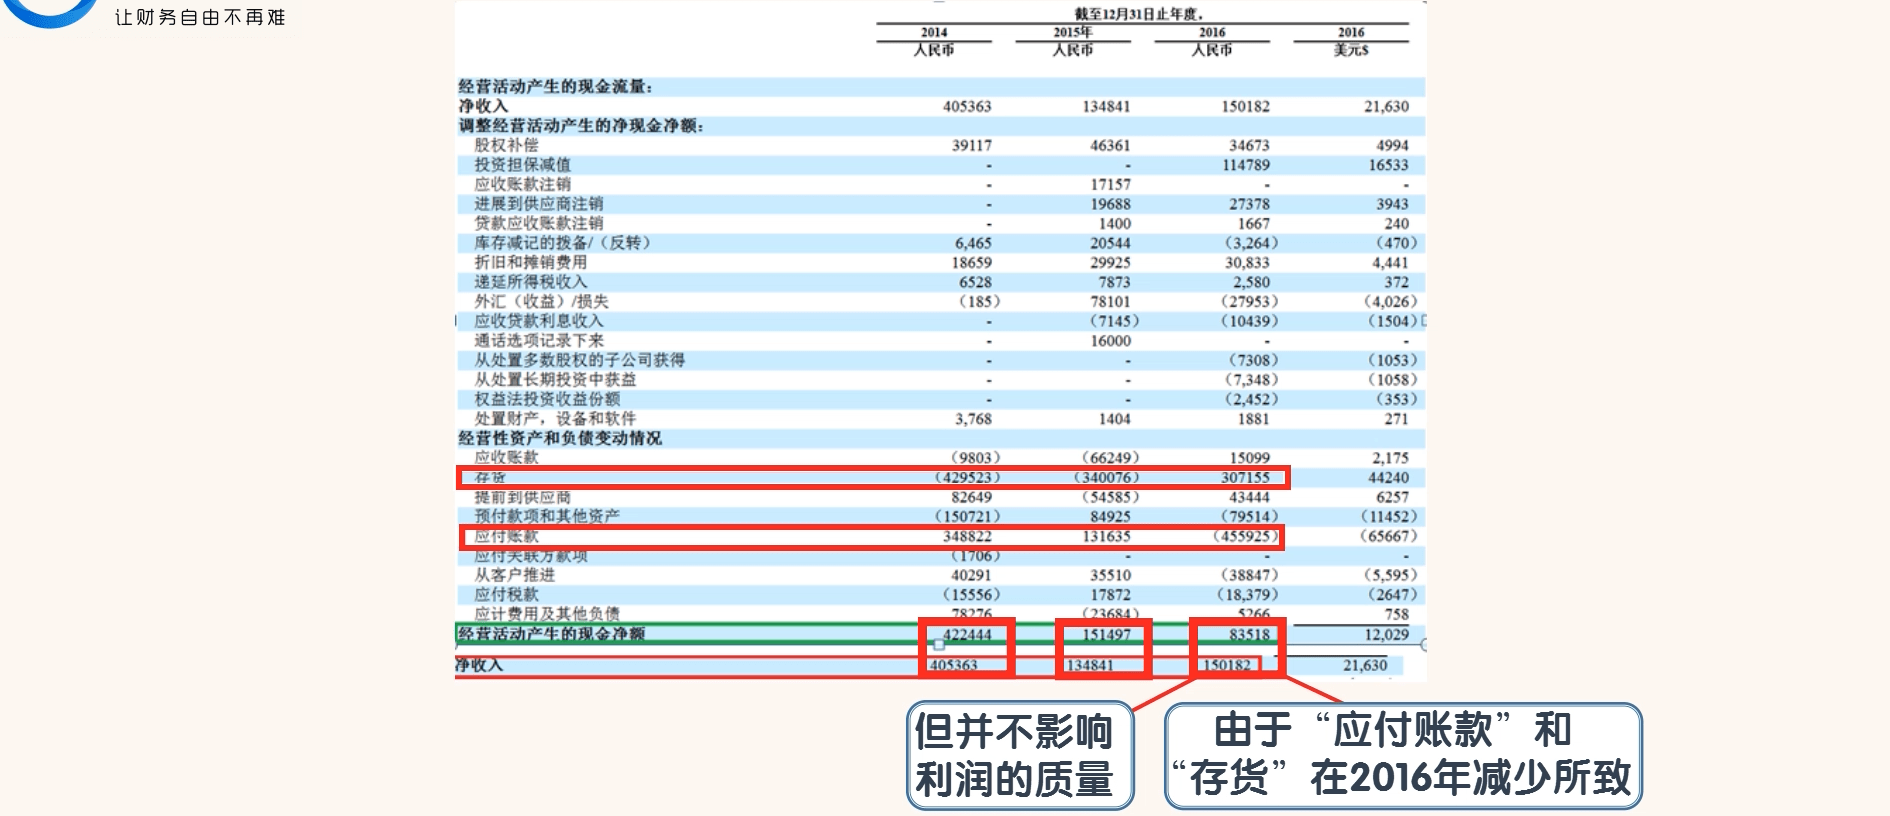 让财务自由不再难
截至12月31日止年度,
2014 2015年 2016 2016
人民币 人民币 人民币 美元$
经营活动产生的现金流量:
净收入 405363 134841 150182 21,630
调整经营活动产生的净现金净额:
股权补偿 39117 46361 34673 4994
投资担保减值 - - 114789 16533
应收账款注销 - 17157 - -
进展到供应商注销 - 19688 27378 3943
贷款应收账款注销 - 1400 1667 240
库存减记的拨备/（反转） 6,465 20544 (3,264) (470)
折旧和摊销费用 18659 29925 30,833 4,441
递延所得税收入 6528 7873 2,580 372
外汇（收益）/损失 (185) 78101 (27953) (4,026)
应收贷款利息收入 - (7145) (10439) (1504)
通话选项记录下来 - 16000 - -
从处置多数股权的子公司获得 - - (7308) (1053)
从处置长期投资中获益 - - (7,348) (1058)
权益法投资收益份额 - - (2,452) (353)
处置财产，设备和软件 3,768 1404 1881 271
经营性资产和负债变动情况
应收账款 (9803) (66249) 15099 2,175
存货 (429523) (340076) 307155 44240
提前到供应商 82649 (54585) 43444 6257
预付款项和其他资产 (150721) 84925 (79514) (11452)
应付账款 348822 131635 (455925) (65667)
应付关联方款项 (1706) - - -
从客户推进 40291 35510 (38847) (5,595)
应付税款 (15556) 17872 (18,379) (2647)
应计费用及其他负债 78276 (23684) 5266 758
经营活动产生的现金净额 422444 151497 83518 12,029
净收入 405363 134841 150182 21,630
但并不影响
利润的质量
由于“应付账款”和
“存货”在2016年减少所致